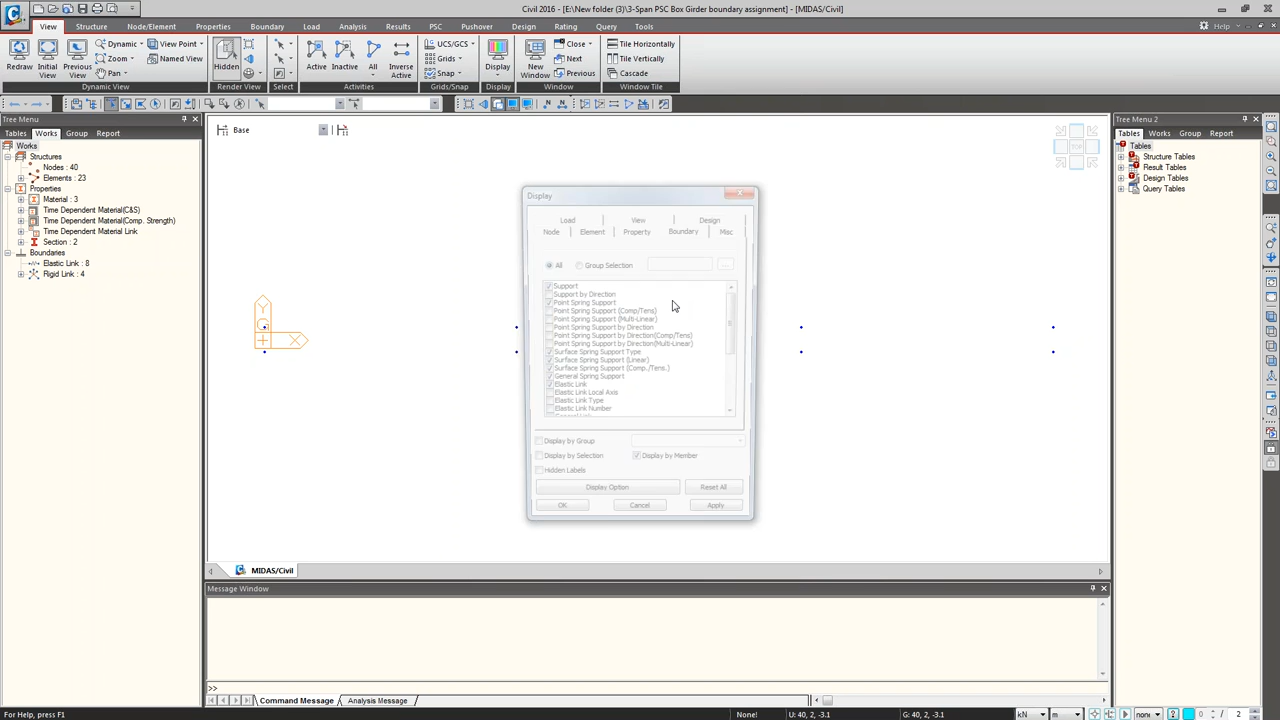 Civil 2016 - [E:\New folder (3)\3-Span PSC Box Girder boundary assignment] - [MIDAS/Civil]
View Structure Node/Element Properties Boundary Load Analysis Results PSC Pushover Design Rating Query Tools Help
Redraw Initial View Previous View Dynamic Zoom Pan View Point Named View
Hidden Active Inactive All Inverse Active UCS/GCS Grids Snap Display New Window Close Next Previous Tile Horizontally Tile Vertically Cascade
Dynamic View Render View Select Activities Grids/Snap Display Window Window Tile
Tree Menu
Tables Works Group Report
Works
Structures
Nodes : 40
Elements : 23
Properties
Material : 3
Time Dependent Material(C&S)
Time Dependent Material(Comp. Strength)
Time Dependent Material Link
Section : 2
Boundaries
Elastic Link : 8
Rigid Link : 4
Base
Y
X
TOP
Display
Load View Design
Node Element Property Boundary Misc
All Group Selection ...
Support
Support by Direction
Point Spring Support
Point Spring Support (Comp/Tens)
Point Spring Support (Multi-Linear)
Point Spring Support by Direction
Point Spring Support by Direction(Comp/Tens)
Point Spring Support by Direction(Multi-Linear)
Surface Spring Support Type
Surface Spring Support (Linear)
Surface Spring Support (Comp./Tens.)
General Spring Support
Elastic Link
Elastic Link Local Axis
Elastic Link Type
Elastic Link Number
Display by Group
Display by Selection Display by Member
Hidden Labels
Display Option Reset All
OK Cancel Apply
MIDAS/Civil
Message Window
>>
Command Message Analysis Message
Tree Menu 2
Tables Works Group Report
Tables
Structure Tables
Result Tables
Design Tables
Query Tables
For Help, press F1 None! U: 40, 2, -3.1 G: 40, 2, -3.1 kN m none 0 / 2